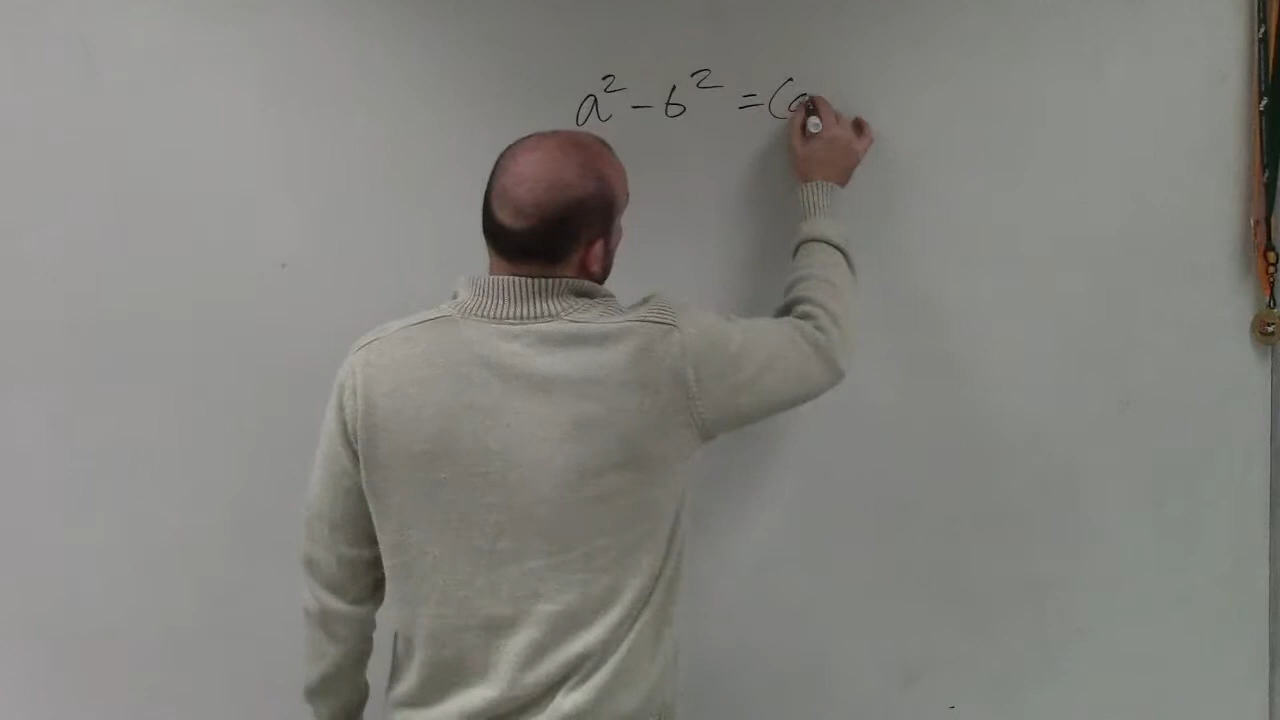 a² - b² = (a